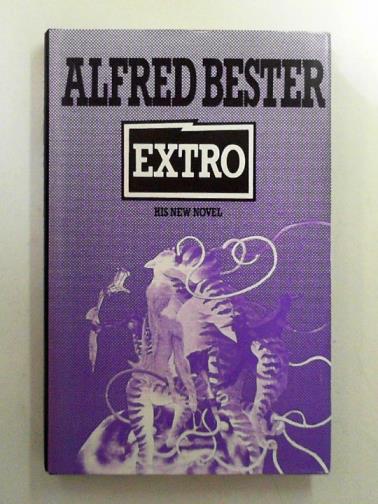 ALFRED BESTER
EXTRO
HIS NEW NOVEL